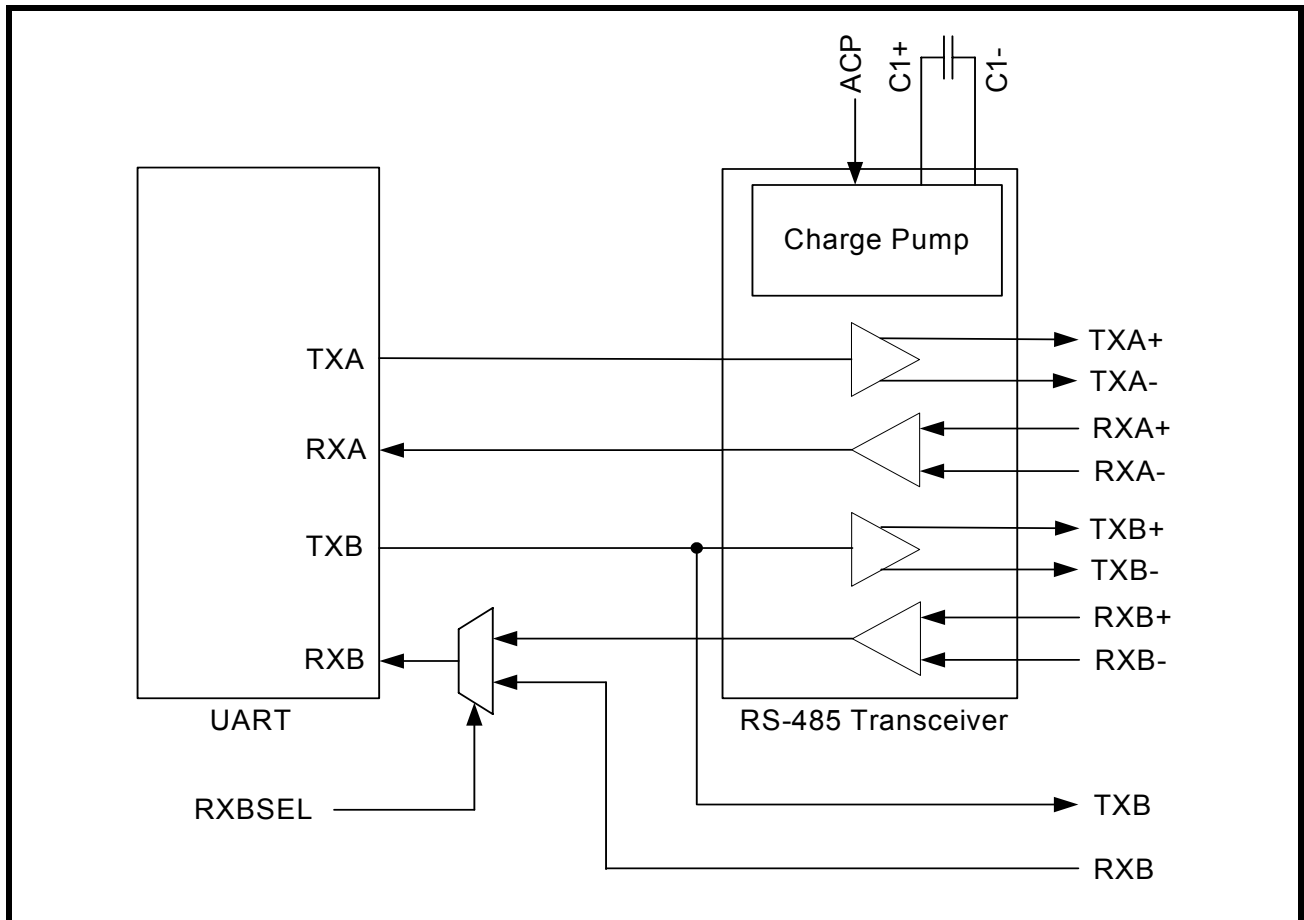 ACP
C1+
C1-
Charge Pump
TXA
TXA+
TXA-
RXA
RXA+
RXA-
TXB
TXB+
TXB-
RXB
RXB+
RXB-
UART
RS-485 Transceiver
RXBSEL
TXB
RXB